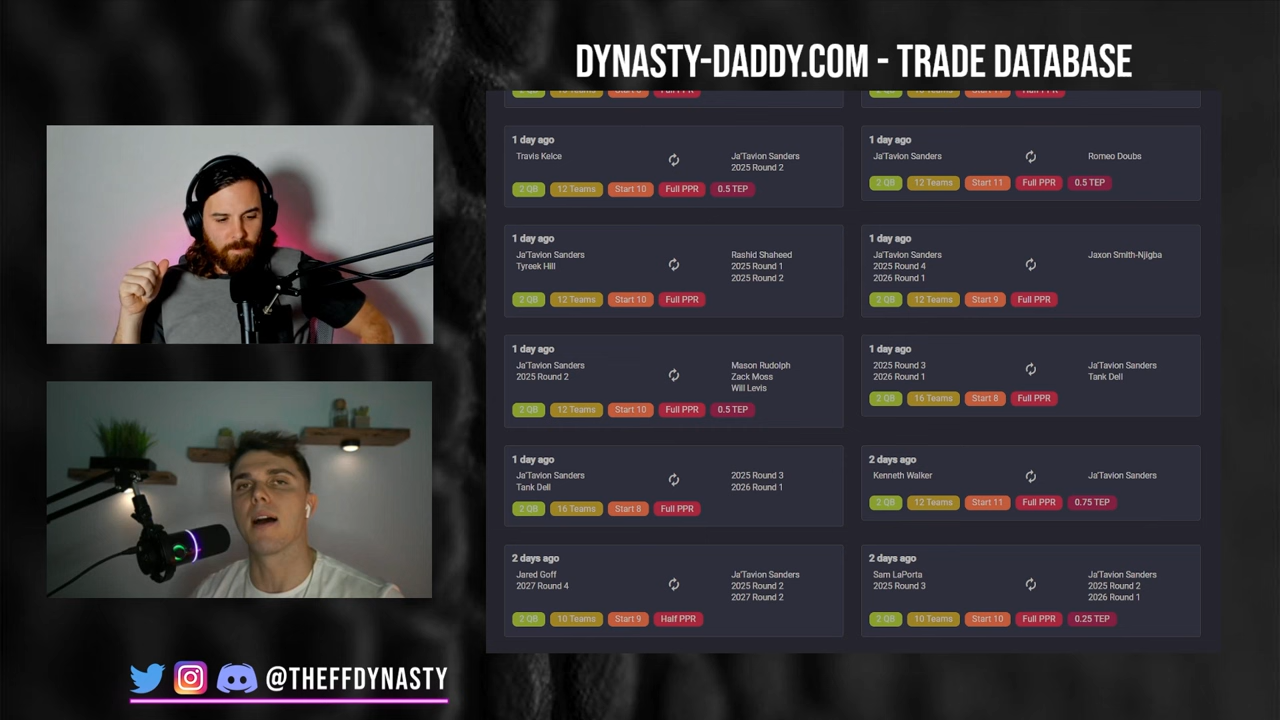 DYNASTY-DADDY.COM - TRADE DATABASE
1 day ago
Travis Kelce
Ja'Tavion Sanders
2025 Round 2
2 QB 12 Teams Start 10 Full PPR 0.5 TEP
1 day ago
Ja'Tavion Sanders
Romeo Doubs
2 QB 12 Teams Start 11 Full PPR 0.5 TEP
1 day ago
Ja'Tavion Sanders
Tyreek Hill
Rashid Shaheed
2025 Round 1
2025 Round 2
2 QB 12 Teams Start 10 Full PPR
1 day ago
Ja'Tavion Sanders
2025 Round 4
2026 Round 1
Jaxon Smith-Njigba
2 QB 12 Teams Start 9 Full PPR
1 day ago
Ja'Tavion Sanders
2025 Round 2
Mason Rudolph
Zack Moss
Will Levis
2 QB 12 Teams Start 10 Full PPR 0.5 TEP
1 day ago
2025 Round 3
2026 Round 1
Ja'Tavion Sanders
Tank Dell
2 QB 16 Teams Start 8 Full PPR
1 day ago
Ja'Tavion Sanders
Tank Dell
2025 Round 3
2026 Round 1
2 QB 16 Teams Start 8 Full PPR
2 days ago
Kenneth Walker
Ja'Tavion Sanders
2 QB 12 Teams Start 11 Full PPR 0.75 TEP
2 days ago
Jared Goff
2027 Round 4
Ja'Tavion Sanders
2025 Round 2
2027 Round 2
2 QB 10 Teams Start 9 Half PPR
2 days ago
Sam LaPorta
2025 Round 3
Ja'Tavion Sanders
2025 Round 2
2026 Round 1
2 QB 10 Teams Start 10 Full PPR 0.25 TEP
@THEFFDYNASTY